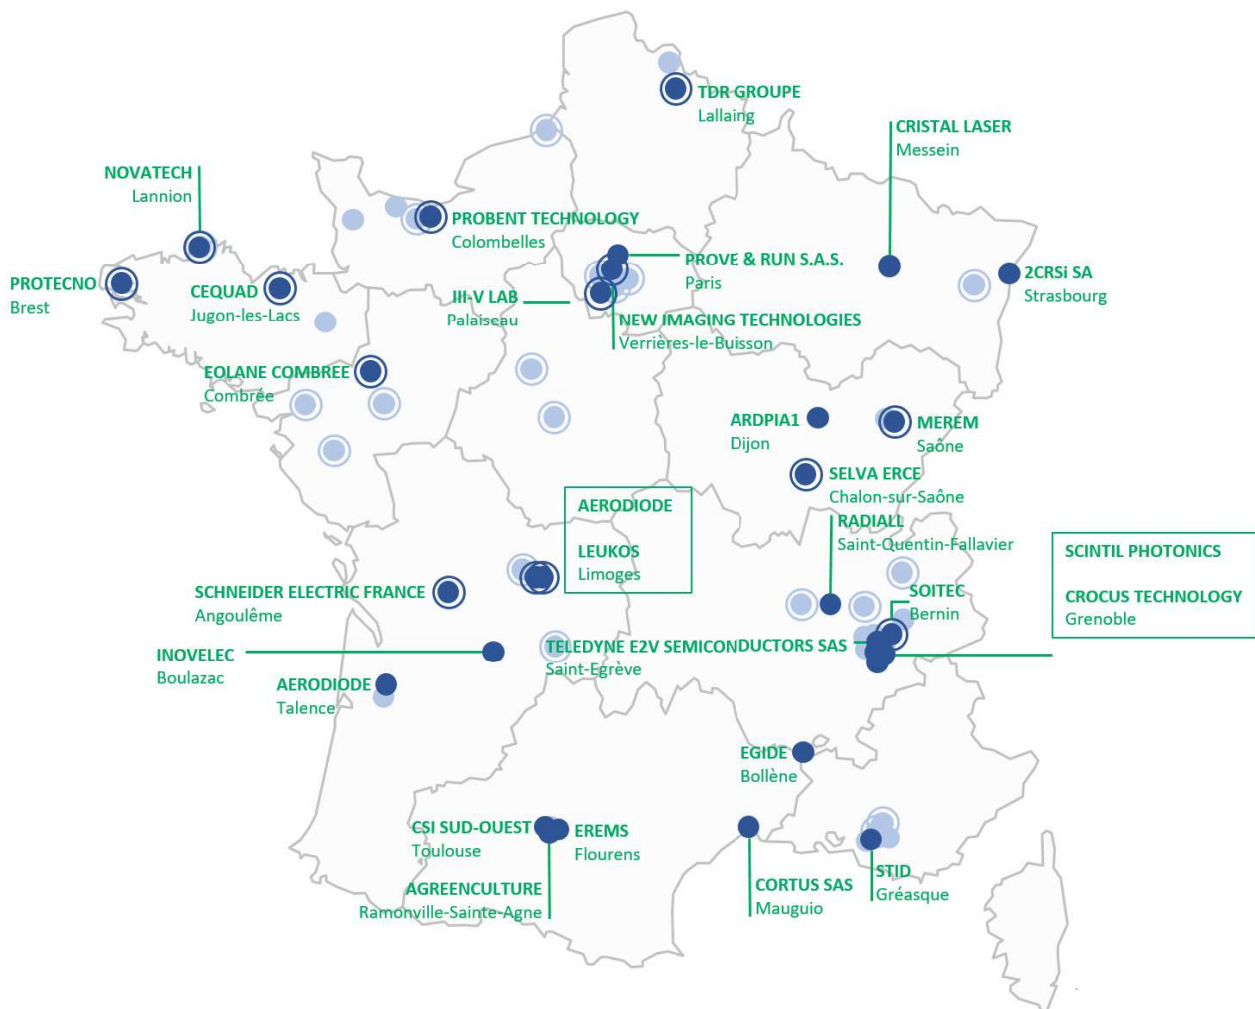 TDR GROUPE
Lallaing
CRISTAL LASER
Messein
NOVATECH
Lannion
PROBENT TECHNOLOGY
Colombelles
PROVE & RUN S.A.S.
Paris
2CRSi SA
Strasbourg
PROTECNO
Brest
CEQUAD
Jugon-les-Lacs
III-V LAB
Palaiseau
NEW IMAGING TECHNOLOGIES
Verrières-le-Buisson
EOLANE COMBREE
Combrée
ARDPIA1
Dijon
MEREM
Saône
SELVA ERCE
Chalon-sur-Saône
AERODIODE
LEUKOS
Limoges
RADIALL
Saint-Quentin-Fallavier
SCINTIL PHOTONICS
CROCUS TECHNOLOGY
Grenoble
SCHNEIDER ELECTRIC FRANCE
Angoulême
SOITEC
Bernin
INOVELEC
Boulazac
TELEDYNE E2V SEMICONDUCTORS SAS
Saint-Egrève
AERODIODE
Talence
EGIDE
Bollène
CSI SUD-OUEST
Toulouse
EREMS
Flourens
AGREENCULTURE
Ramonville-Sainte-Agne
CORTUS SAS
Mauguio
STID
Gréasque